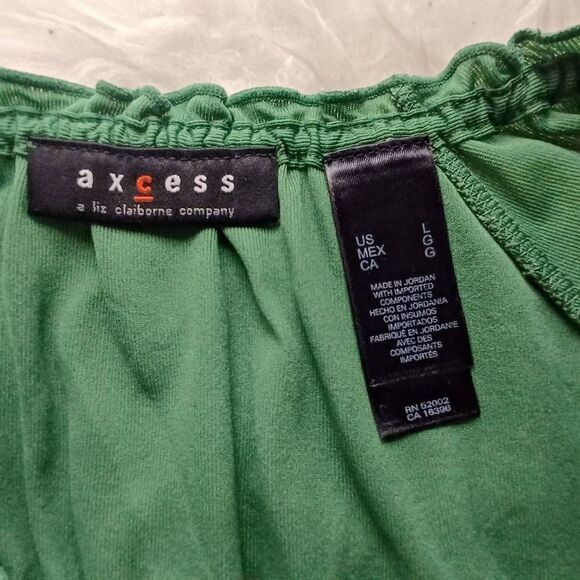 axcess
a liz claiborne company
US L
MEX G
CA G
MADE IN JORDAN
WITH IMPORTED
COMPONENTS
HECHO EN JORDANIA
CON INSUMOS
IMPORTADOS
FABRIQUÉ EN JORDANIE
AVEC DES
COMPOSANTS
IMPORTÉS
RN 52002
CA 16396